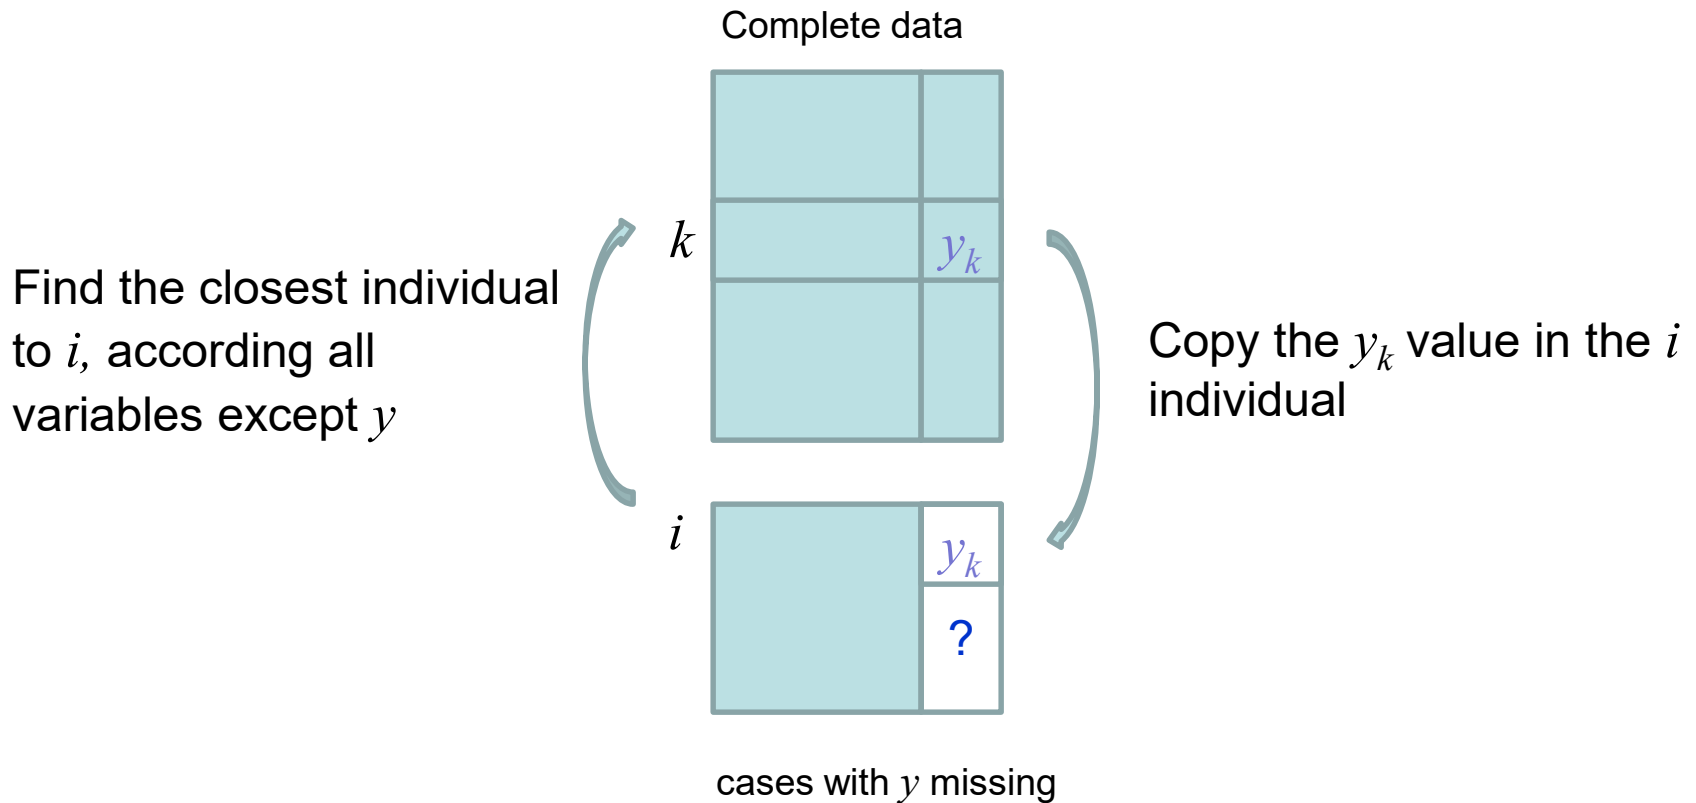 Complete data
k
y_k
Find the closest individual
to i, according all
variables except y
Copy the y_k value in the i
individual
i
y_k
?
cases with y missing